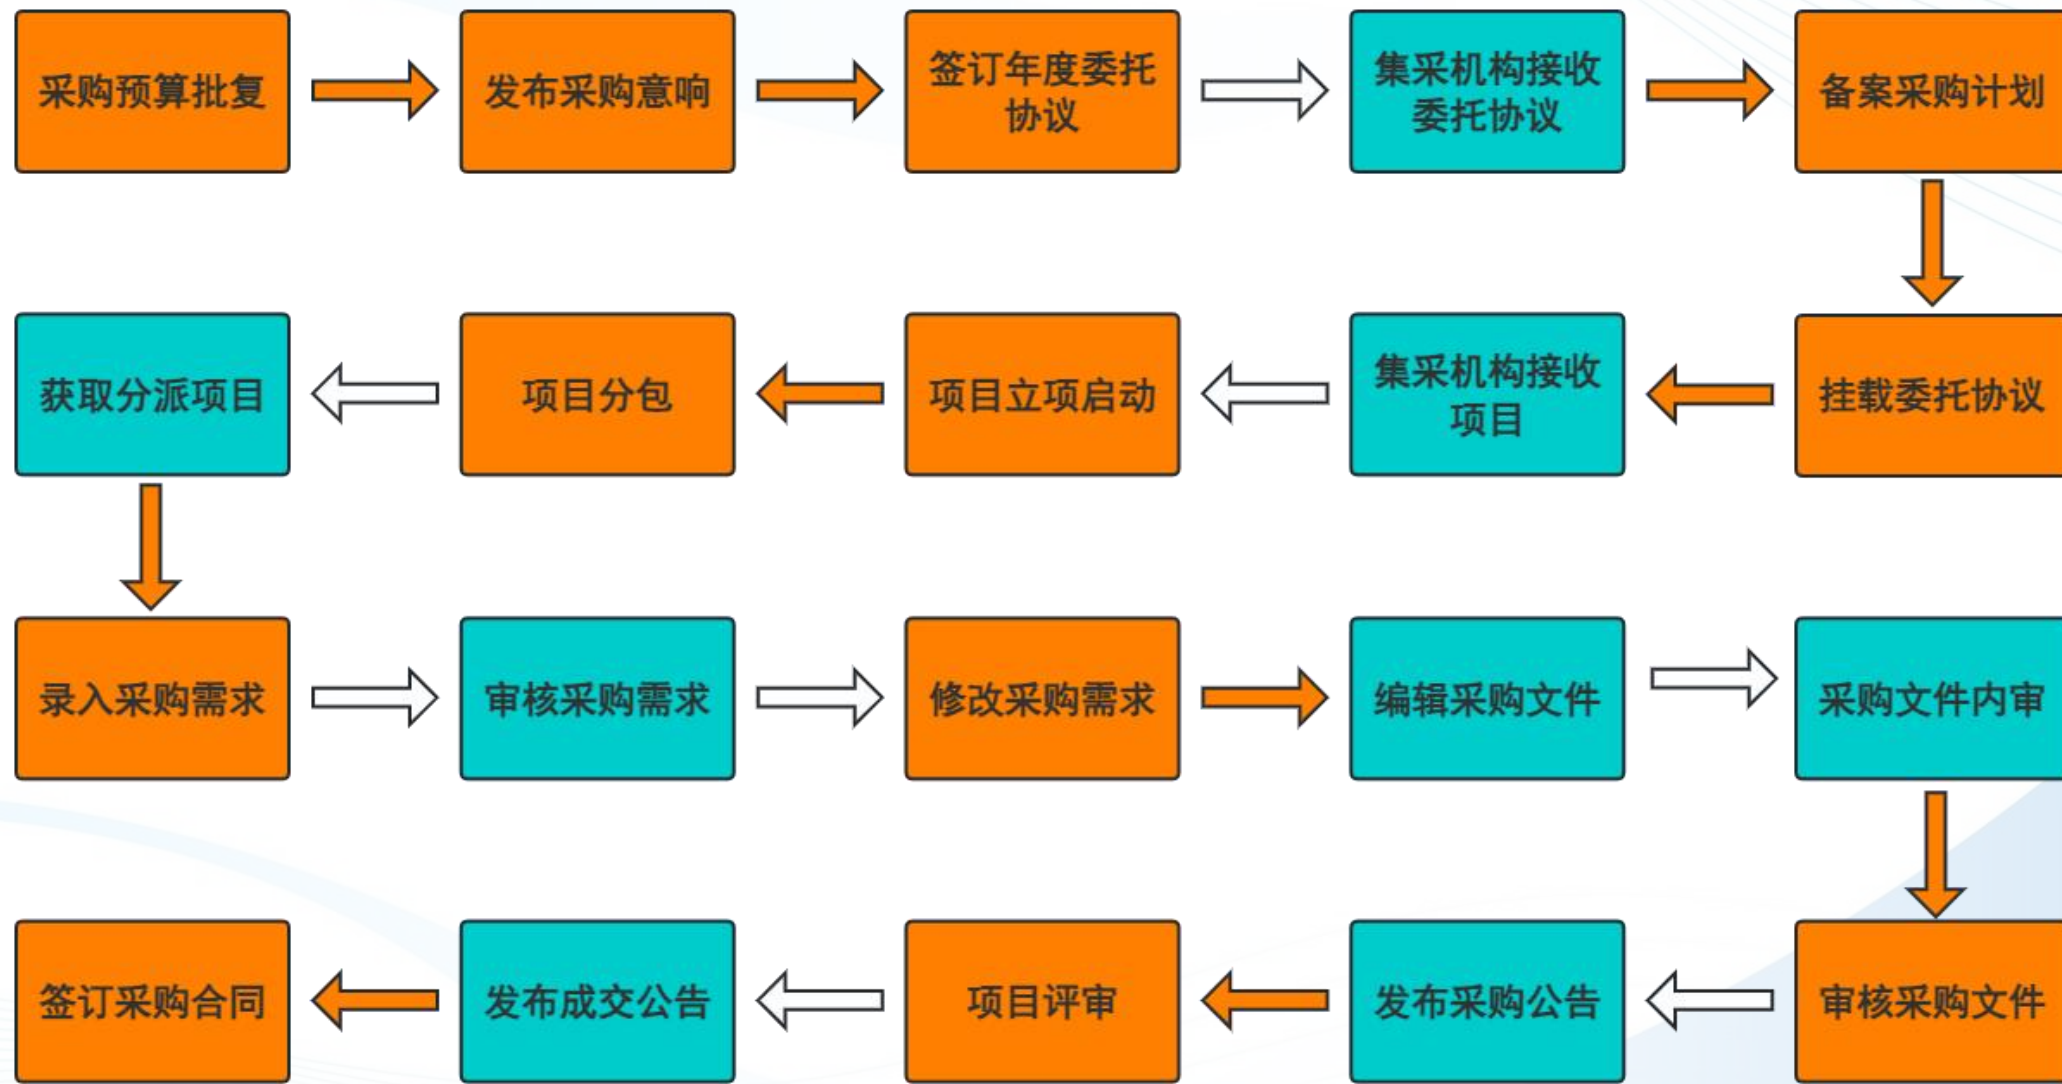 采购预算批复
发布采购意响
签订年度委托
协议
集采机构接收
委托协议
备案采购计划
挂载委托协议
集采机构接收
项目
项目立项启动
项目分包
获取分派项目
录入采购需求
审核采购需求
修改采购需求
编辑采购文件
采购文件内审
审核采购文件
发布采购公告
项目评审
发布成交公告
签订采购合同